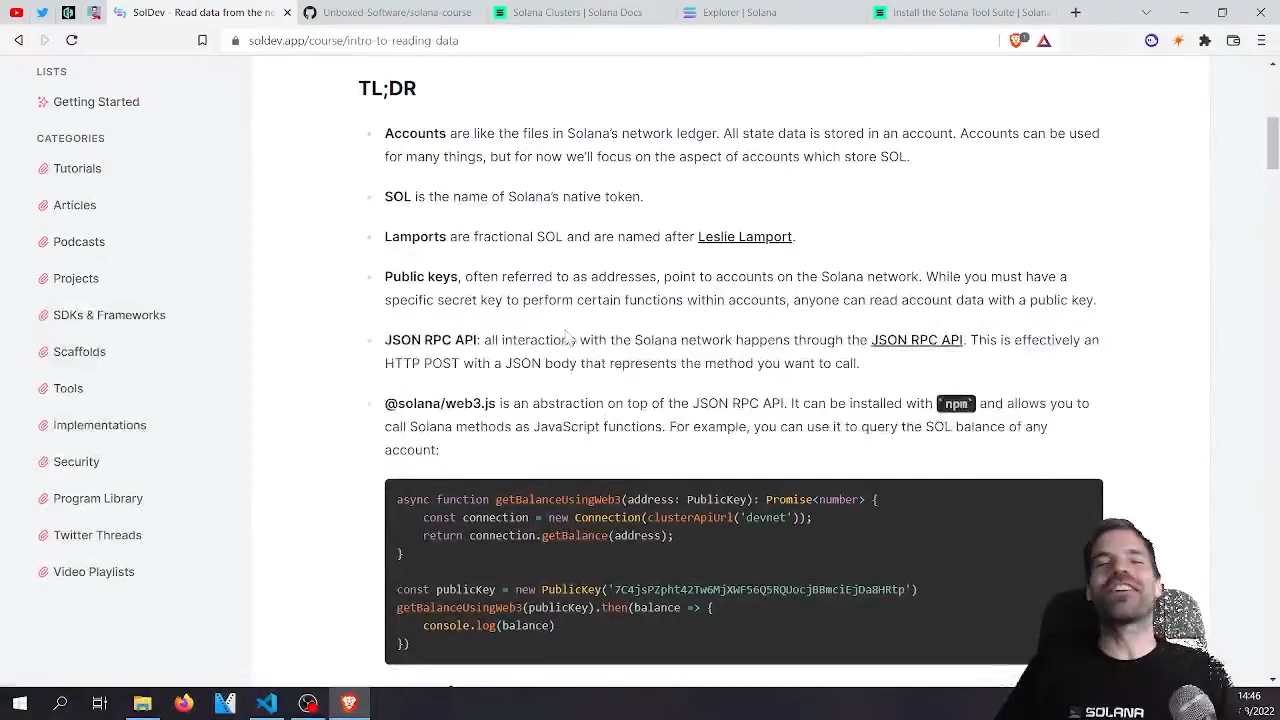 SolDev - Read data from the ne
Unboxed-Software/solana-course
Solana Clusters | Solana Docs
Explorer | Solana
Install the Solana Tool Suite | Solana
soldev.app/course/intro-to-reading-data
LISTS
Getting Started
CATEGORIES
Tutorials
Articles
Podcasts
Projects
SDKs & Frameworks
Scaffolds
Tools
Implementations
Security
Program Library
Twitter Threads
Video Playlists
TL;DR
Accounts are like the files in Solana’s network ledger. All state data is stored in an account. Accounts can be used
for many things, but for now we’ll focus on the aspect of accounts which store SOL.
SOL is the name of Solana’s native token.
Lamports are fractional SOL and are named after Leslie Lamport.
Public keys, often referred to as addresses, point to accounts on the Solana network. While you must have a
specific secret key to perform certain functions within accounts, anyone can read account data with a public key.
JSON RPC API: all interactions with the Solana network happens through the JSON RPC API. This is effectively an
HTTP POST with a JSON body that represents the method you want to call.
@solana/web3.js is an abstraction on top of the JSON RPC API. It can be installed with `npm` and allows you to
call Solana methods as JavaScript functions. For example, you can use it to query the SOL balance of any
account:
async function getBalanceUsingWeb3(address: PublicKey): Promise<number> {
const connection = new Connection(clusterApiUrl('devnet'));
return connection.getBalance(address);
}
const publicKey = new PublicKey('7C4jsPZpht42Tw6MjXWF56Q5RQUocjBBmciEjDa8HRtp')
getBalanceUsingWeb3(publicKey).then(balance => {
console.log(balance)
})
SOLANA
14:46